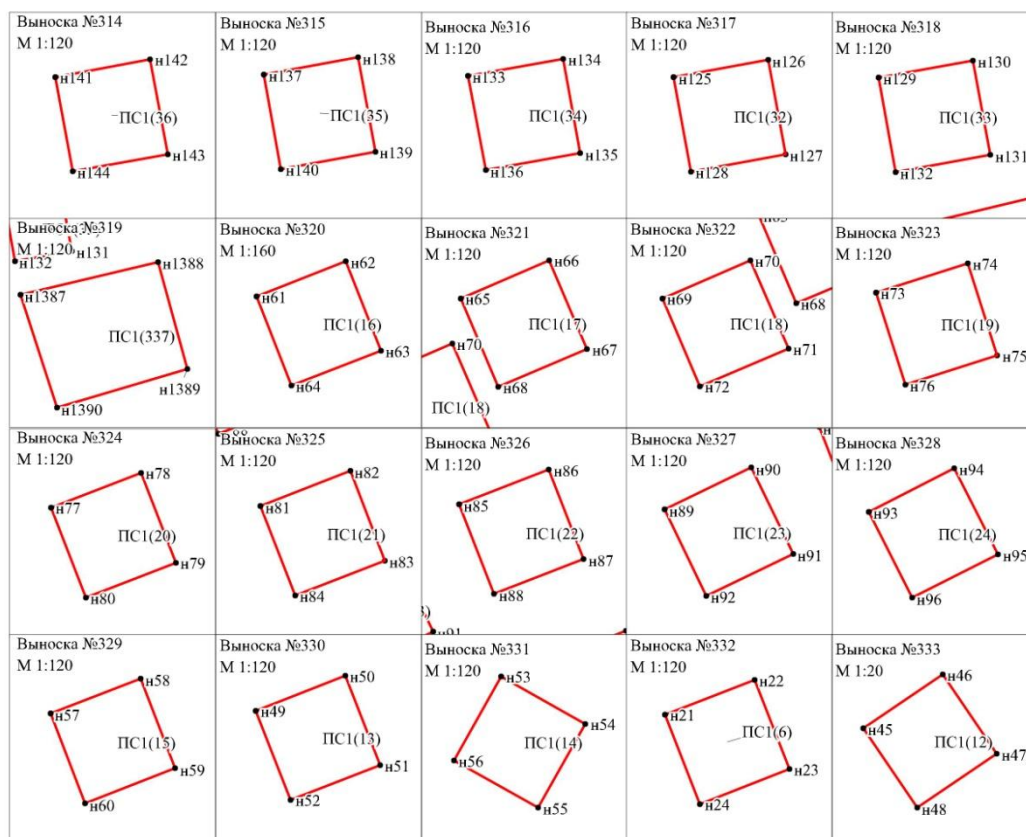 Выноска №314
М 1:120
н141
н142
ПС1(36)
н143
н144
Выноска №315
М 1:120
н137
н138
ПС1(35)
н139
н140
Выноска №316
М 1:120
н133
н134
ПС1(34)
н135
н136
Выноска №317
М 1:120
н125
н126
ПС1(32)
н127
н128
Выноска №318
М 1:120
н129
н130
ПС1(33)
н131
н132
Выноска №319
М 1:120
н131
н132
н1388
н1387
ПС1(337)
н1389
н1390
Выноска №320
М 1:160
н62
н61
ПС1(16)
н63
н64
Выноска №321
М 1:120
н66
н65
ПС1(17)
н70
н67
н68
ПС1(18)
Выноска №322
М 1:120
н70
н69
н68
ПС1(18)
н71
н72
Выноска №323
М 1:120
н74
н73
ПС1(19)
н75
н76
Выноска №324
М 1:120
н78
н77
ПС1(20)
н79
н80
Выноска №325
М 1:120
н82
н81
ПС1(21)
н83
н84
Выноска №326
М 1:120
н86
н85
ПС1(22)
н87
н88
н91
Выноска №327
М 1:120
н90
н89
ПС1(23)
н91
н92
Выноска №328
М 1:120
н94
н93
ПС1(24)
н95
н96
Выноска №329
М 1:120
н58
н57
ПС1(15)
н59
н60
Выноска №330
М 1:120
н50
н49
ПС1(13)
н51
н52
Выноска №331
М 1:120
н53
н54
ПС1(14)
н56
н55
Выноска №332
М 1:120
н22
н21
ПС1(6)
н23
н24
Выноска №333
М 1:20
н46
н45
ПС1(12)
н47
н48